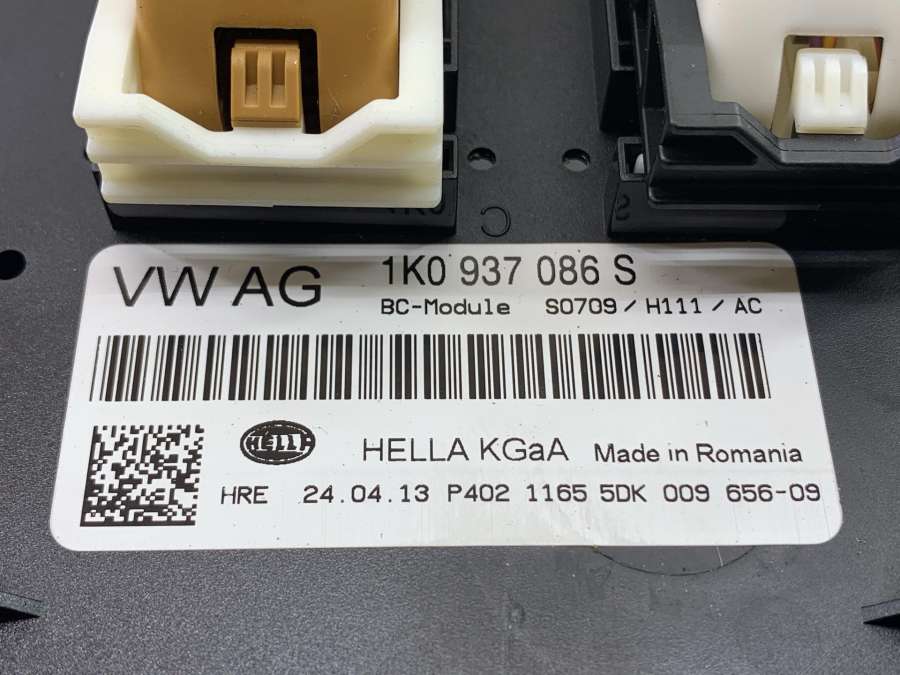 VW AG 1K0 937 086 S
BC-Module S0709 / H111 / AC
HELLA
HELLA KGaA Made in Romania
HRE 24.04.13 P402 1165 5DK 009 656-09